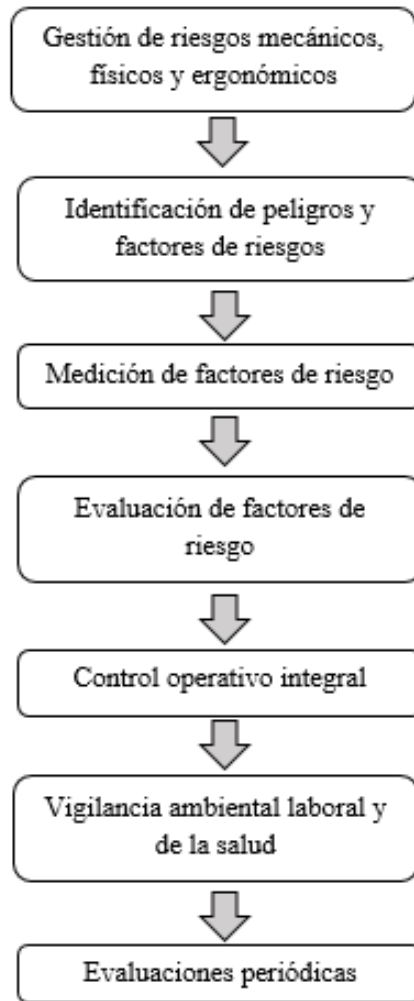 Gestión de riesgos mecánicos,
físicos y ergonómicos
Identificación de peligros y
factores de riesgos
Medición de factores de riesgo
Evaluación de factores de
riesgo
Control operativo integral
Vigilancia ambiental laboral y
de la salud
Evaluaciones periódicas